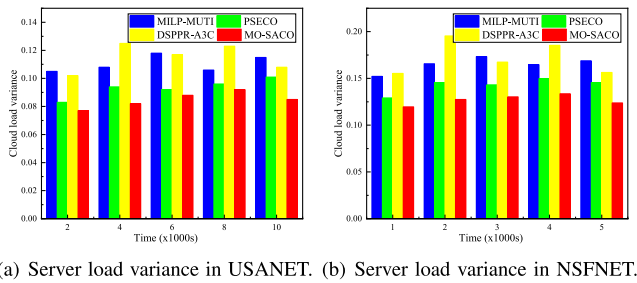 MILP-MUTI PSECO
DSPPR-A3C MO-SACO
Cloud load variance
0.14
0.12
0.10
0.08
0.06
0.04
0.02
0.00
2 4 6 8 10
Time (x1000s)
MILP-MUTI PSECO
DSPPR-A3C MO-SACO
Cloud load variance
0.20
0.15
0.10
0.05
0.00
1 2 3 4 5
Time (x1000s)
a) Server load variance in USANET. (b) Server load variance in NSFNET.